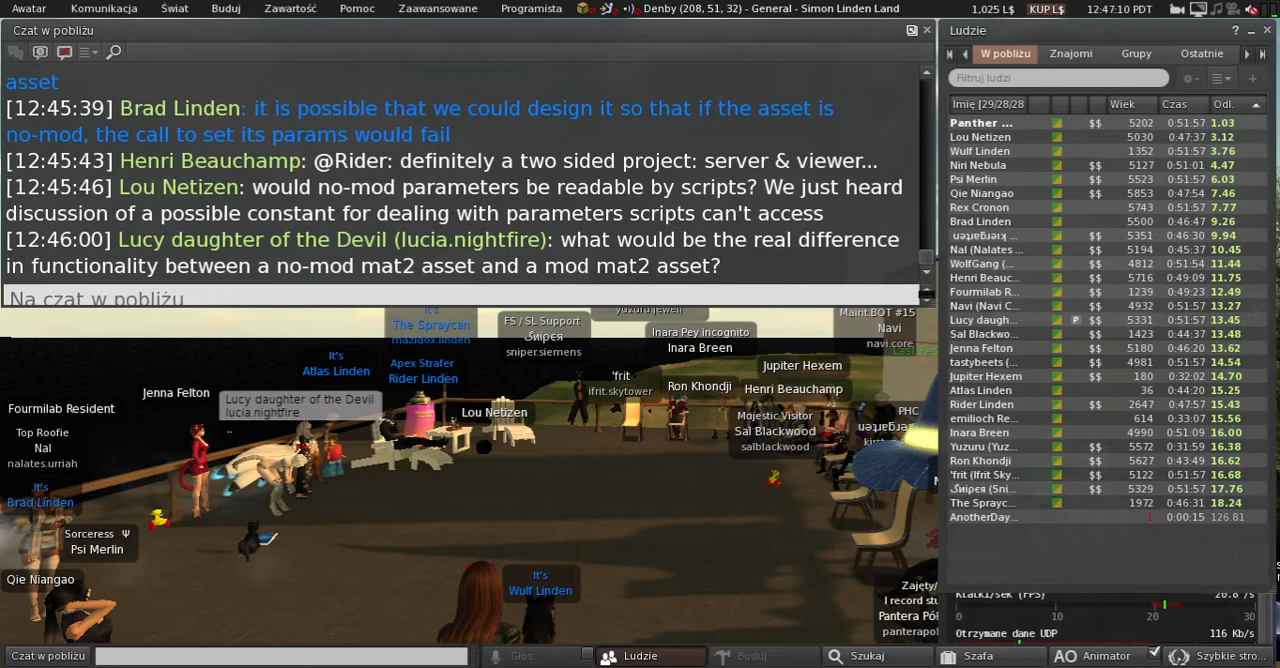 Awatar Komunikacja Świat Buduj Zawartość Pomoc Zaawansowane Programista Denby (208, 51, 32) - General - Simon Linden Land 1,025 L$ KUP L$ 12:47:10 PDT
Czat w pobliżu
asset
[12:45:39] Brad Linden: it is possible that we could design it so that if the asset is
no-mod, the call to set its params would fail
[12:45:43] Henri Beauchamp: @Rider: definitely a two sided project: server & viewer...
[12:45:46] Lou Netizen: would no-mod parameters be readable by scripts? We just heard
discussion of a possible constant for dealing with parameters scripts can't access
[12:46:00] Lucy daughter of the Devil (lucia.nightfire): what would be the real difference
in functionality between a no-mod mat2 asset and a mod mat2 asset?
Na czat w pobliżu
Ludzie
W pobliżu Znajomi Grupy Ostatnie
Filtruj ludzi
Imię [29/28/28 Wiek Czas Odl.
Panther ... $$ 5202 0:51:57 1.03
Lou Netizen 5030 0:47:37 3.12
Wulf Linden 1352 0:51:57 3.76
Niri Nebula $$ 5127 0:51:01 4.47
Psi Merlin $$ 5523 0:51:57 6.03
Qie Niangao $$ 5853 0:47:54 7.46
Rex Cronon 5743 0:51:57 7.77
Brad Linden 5500 0:46:47 9.26
$$ 5351 0:46:30 9.94
Nal (Nalates ... $$ 5194 0:45:37 10.45
WolfGang (... $$ 4812 0:51:54 11.44
Henri Beauc... $$ 5716 0:49:09 11.75
Fourmilab R... $$ 1239 0:49:23 12.49
Navi (Navi C... $$ 4932 0:51:57 13.27
Lucy daugh... P $$ 5331 0:51:57 13.45
Sal Blackwo... $$ 1423 0:44:37 13.48
Jenna Felton $$ 5180 0:46:20 13.62
tastybeets (... $$ 4981 0:51:57 14.54
Jupiter Hexem $$ 180 0:32:02 14.70
Atlas Linden 36 0:44:20 15.25
Rider Linden $$ 2647 0:47:57 15.43
emilioch Re... 614 0:33:07 15.56
Inara Breen 4990 0:51:09 16.00
Yuzuru (Yuz... $$ 5572 0:31:59 16.38
Ron Khondji $$ 5627 0:43:49 16.62
'frit (Ifrit Sky... $$ 5122 0:51:57 16.68
(Sni... $$ 5329 0:51:57 17.76
The Sprayc... 1972 0:46:31 18.24
AnotherDay... 1 0:00:15 126.81
Klatki/sek (FPS) 20.8 /s
0 10 20 30
Otrzymane dane UDP 116 Kb/s
It's
The Spraycan
mazidox.linden
FS / SL Support
sniper.siemens
yuzuru.jewell
Inara Pey incognito
Inara Breen
Maint.BOT #15
Navi
navi.core
It's
Atlas Linden
Apex Strafer
Rider Linden
'frit
ifrit.skytower
Ron Khondji
Jupiter Hexem
Henri Beauchamp
Jenna Felton
Lucy daughter of the Devil
lucia.nightfire
Lou Netizen
Fourmilab Resident
Mojestic Visitor
Sal Blackwood
salblackwood
PHC
Top Roofie
Nal
nalates.urriah
It's
Brad Linden
Sorceress Ψ
Psi Merlin
Qie Niangao
It's
Wulf Linden
Zajęty/
I record stu
Pantera Pól
panterapol
Czat w pobliżu Głos Ludzie Buduj Szukaj Szafa AO Animator Szybkie stro...